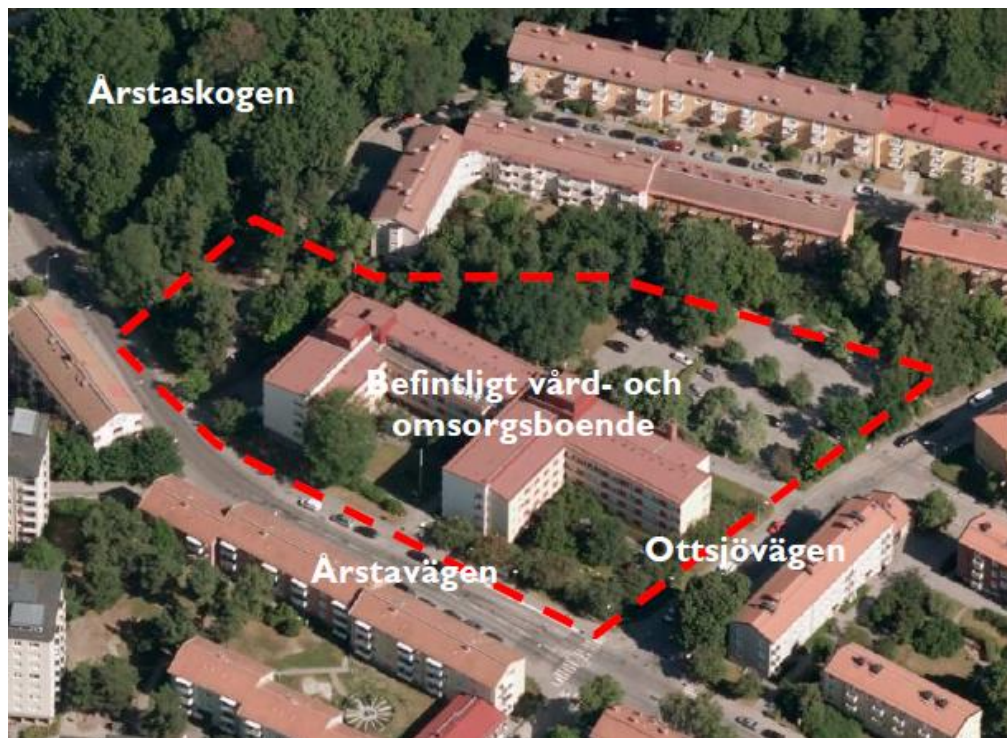 Årstaskogen
Befintligt vård- och
omsorgsboende
Ottsjövägen
Årstavägen